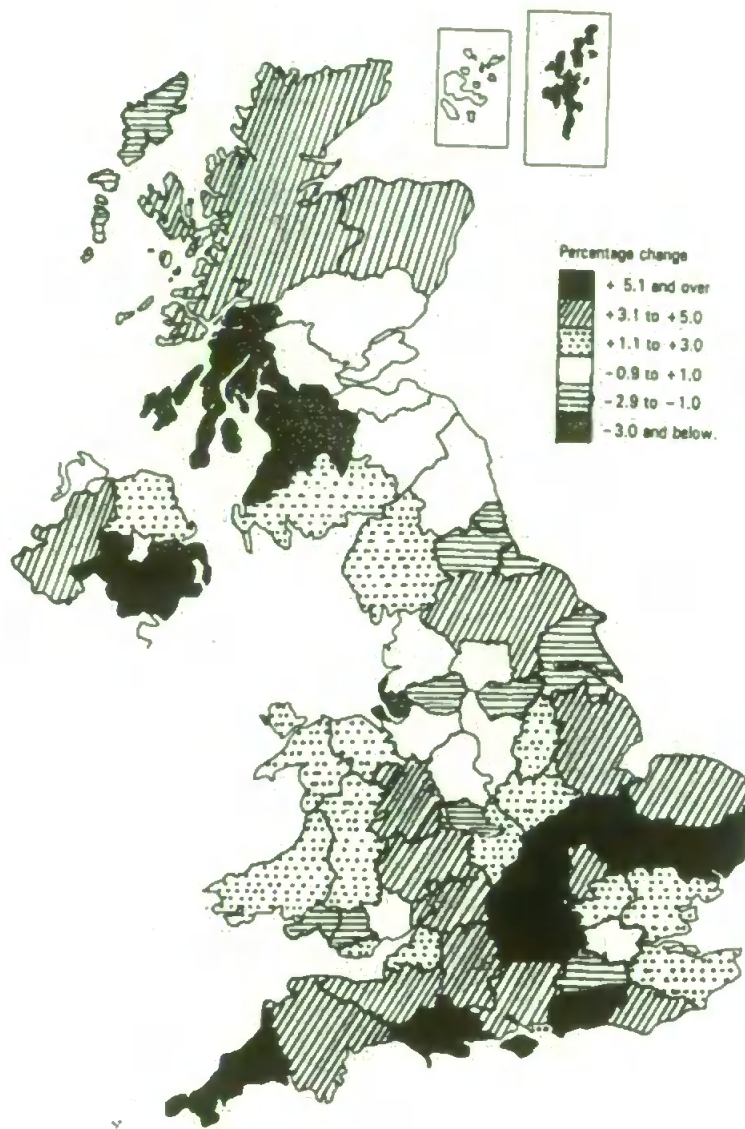 Percentage change
+ 5.1 and over
+3.1 to +5.0
+1.1 to +3.0
-0.9 to +1.0
-2.9 to -1.0
-3.0 and below.